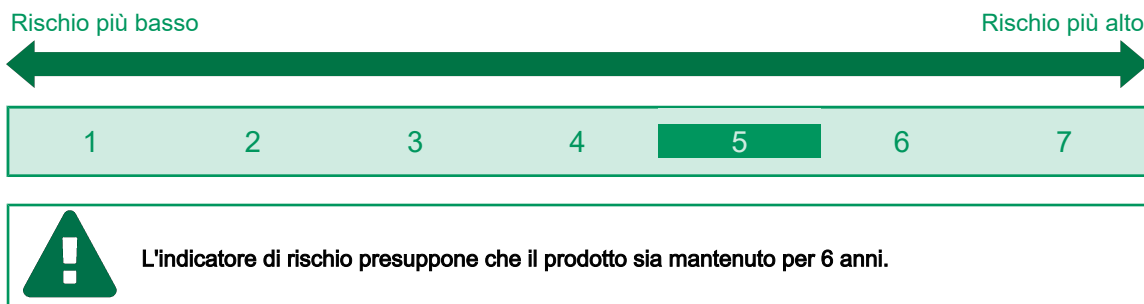 Rischio più basso Rischio più alto
1 2 3 4 5 6 7
L'indicatore di rischio presuppone che il prodotto sia mantenuto per 6 anni.